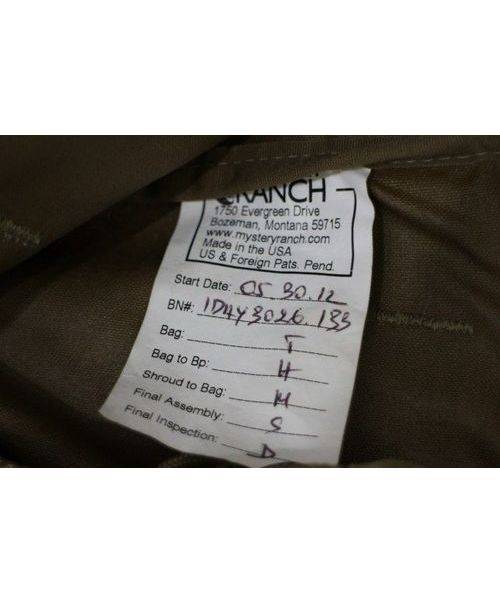 RANCH
1750 Evergreen Drive
Bozeman, Montana 59715
www.mysteryranch.com
Made in the USA
US & Foreign Pats. Pend.
Start Date: 05.30.12
BN#: 1D4Y3026.133
Bag: T
Bag to Bp: H
Shroud to Bag: M
Final Assembly: S
Final Inspection: D